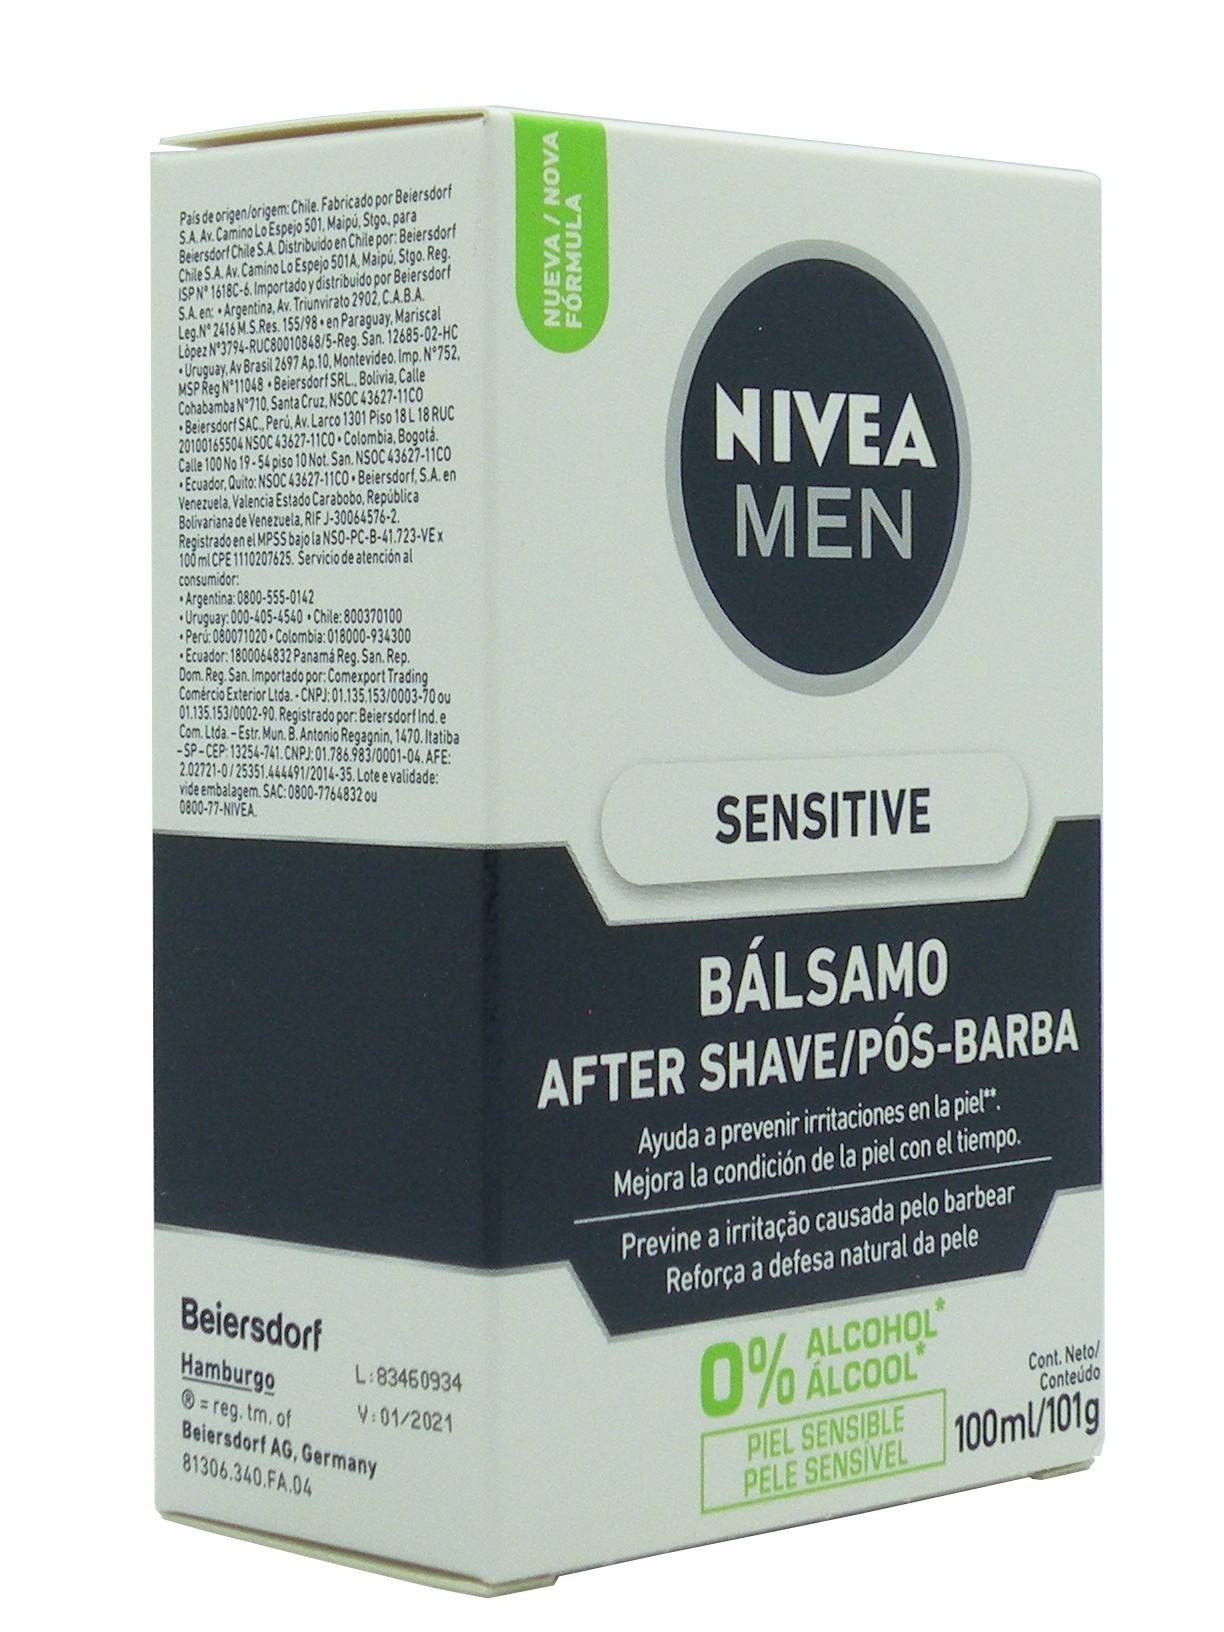 País de origen/origem: Chile. Fabricado por Beiersdorf
S.A. Av. Camino Lo Espejo 501, Maipú, Stgo., para
Beiersdorf Chile S.A. Distribuido en Chile por: Beiersdorf
Chile S.A. Av. Camino Lo Espejo 501A, Maipú, Stgo. Reg.
ISP Nº 1618C-6. Importado y distribuido por Beiersdorf
S.A. en: • Argentina, Av. Triunvirato 2902, C.A.B.A.
Leg.Nº 2416 M.S.Res. 155/98 • en Paraguay, Mariscal
López Nº3794-RUC80010848/5-Reg. San. 12685-02-HC
• Uruguay, Av Brasil 2697 Ap.10, Montevideo. Imp. Nº752,
MSP Reg Nº11048 • Beiersdorf SRL., Bolivia, Calle
Cohabamba Nº710, Santa Cruz, NSOC 43627-11CO
• Beiersdorf SAC., Perú, Av. Larco 1301 Piso 18 L 18 RUC
20100165504 NSOC 43627-11CO • Colombia, Bogotá.
Calle 100 No 19 - 54 piso 10 Not. San. NSOC 43627-11CO
• Ecuador, Quito: NSOC 43627-11CO • Beiersdorf, S.A. en
Venezuela, Valencia Estado Carabobo, República
Bolivariana de Venezuela, RIF J-30064576-2.
Registrado en el MPSS bajo la NSO-PC-B-41.723-VE x
100 ml CPE 1110207625. Servicio de atención al
consumidor:
• Argentina: 0800-555-0142
• Uruguay: 000-405-4540 • Chile: 800370100
• Perú: 080071020 • Colombia: 018000-934300
• Ecuador: 1800064832 Panamá Reg. San. Rep.
Dom. Reg. San. Importado por: Comexport Trading
Comércio Exterior Ltda. - CNPJ: 01.135.153/0003-70 ou
01.135.153/0002-90. Registrado por: Beiersdorf Ind. e
Com. Ltda. – Estr. Mun. B. Antonio Regagnin, 1470. Itatiba
– SP – CEP: 13254-741. CNPJ: 01.786.983/0001-04. AFE:
2.02721-0 / 25351.444491/2014-35. Lote e validade:
vide embalagem. SAC: 0800-7764832 ou
0800-77-NIVEA.
Beiersdorf
Hamburgo
® = reg. tm. of
Beiersdorf AG, Germany
81306.340.FA.04
L:83460934
V:01/2021
NUEVA / NOVA
FÓRMULA
NIVEA
MEN
SENSITIVE
BÁLSAMO
AFTER SHAVE/PÓS-BARBA
Ayuda a prevenir irritaciones en la piel**.
Mejora la condición de la piel con el tiempo.
Previne a irritação causada pelo barbear
Reforça a defesa natural da pele
0% ALCOHOL*
ÁLCOOL*
PIEL SENSIBLE
PELE SENSÍVEL
Cont. Neto/
Conteúdo
100ml/101g